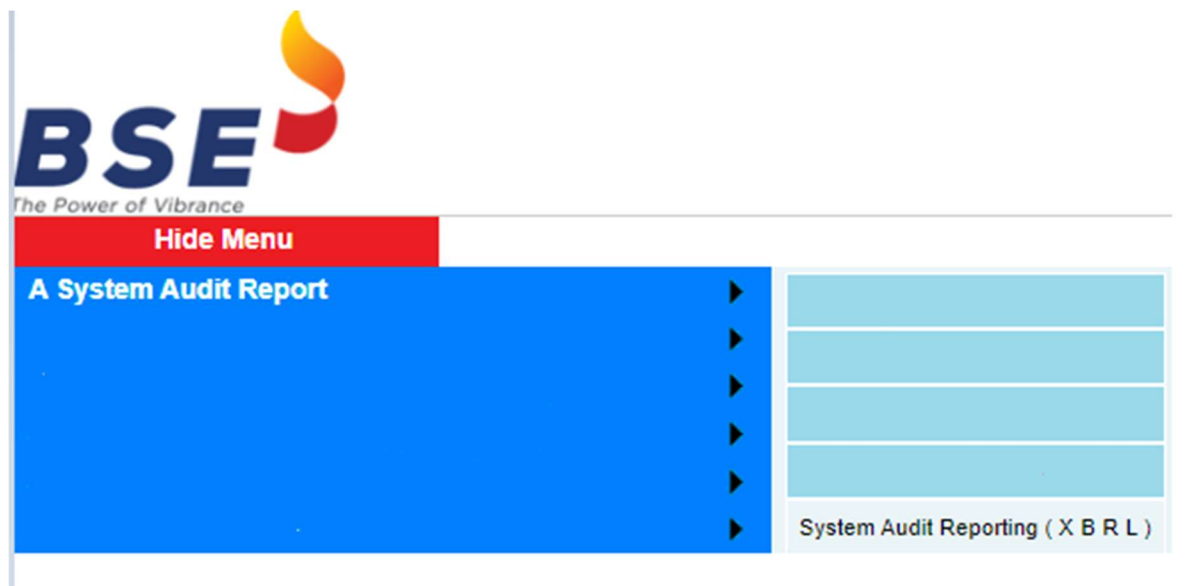 BSE
The Power of Vibrance
Hide Menu
A System Audit Report
System Audit Reporting ( X B R L )